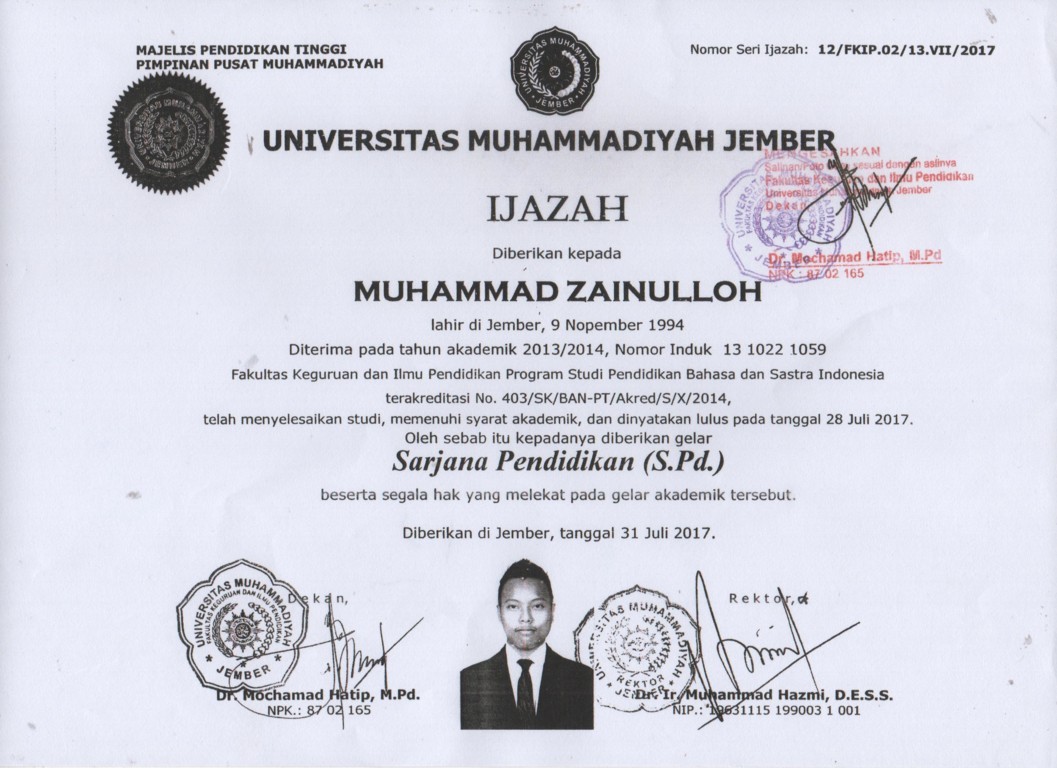 MAJELIS PENDIDIKAN TINGGI
PIMPINAN PUSAT MUHAMMADIYAH
Nomor Seri Ijazah: 12/FKIP.02/13.VII/2017
UNIVERSITAS MUHAMMADIYAH
JEMBER
UNIVERSITAS MUHAMMADIYAH JEMBER
MENGESAHKAN
sesuai dengan aslinya
Fakultas dan Ilmu Pendidikan
Universitas Jember
Dekan
Dr. Mochamad Hatip, M.Pd
NPK : 87 02 165
IJAZAH
Diberikan kepada
MUHAMMAD ZAINULLOH
lahir di Jember, 9 Nopember 1994
Diterima pada tahun akademik 2013/2014, Nomor Induk 13 1022 1059
Fakultas Keguruan dan Ilmu Pendidikan Program Studi Pendidikan Bahasa dan Sastra Indonesia
terakreditasi No. 403/SK/BAN-PT/Akred/S/X/2014,
telah menyelesaikan studi, memenuhi syarat akademik, dan dinyatakan lulus pada tanggal 28 Juli 2017.
Oleh sebab itu kepadanya diberikan gelar
Sarjana Pendidikan (S.Pd.)
beserta segala hak yang melekat pada gelar akademik tersebut.
Diberikan di Jember, tanggal 31 Juli 2017.
Dekan,
UNIVERSITAS MUHAMMADIYAH
FAKULTAS KEGURUAN DAN ILMU PENDIDIKAN
JEMBER
Dr. Mochamad Hatip, M.Pd.
NPK.: 87 02 165
Rektor,
UNIVERSITAS MUHAMMADIYAH
REKTOR
JEMBER
Dr. Ir. Muhammad Hazmi, D.E.S.S.
NIP.: 19631115 199003 1 001